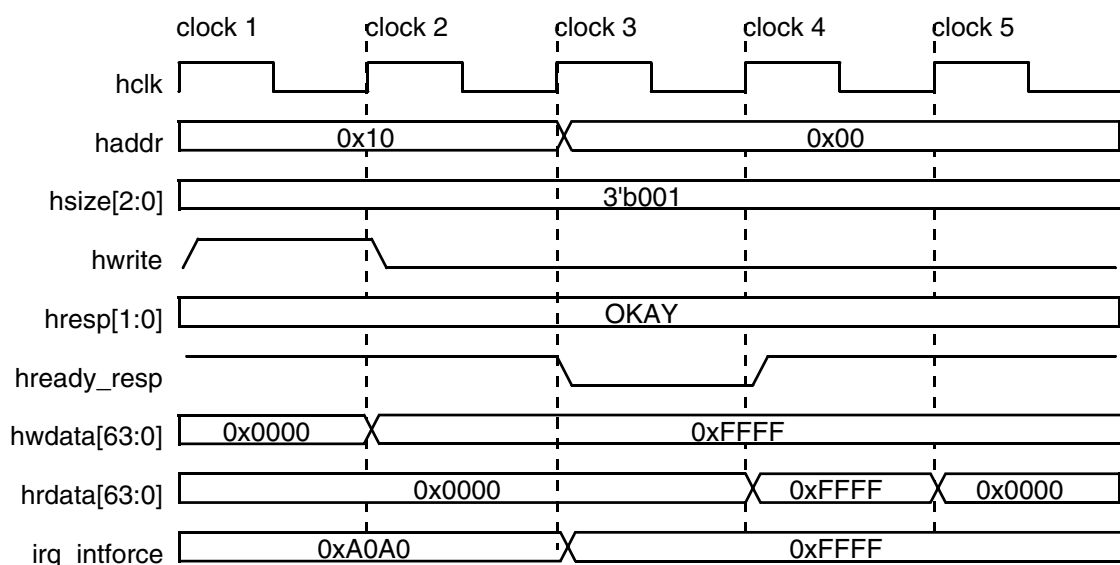 clock 1 clock 2 clock 3 clock 4 clock 5
hclk
haddr 0x10 0x00
hsize[2:0] 3'b001
hwrite
hresp[1:0] OKAY
hready_resp
hwdata[63:0] 0x0000 0xFFFF
hrdata[63:0] 0x0000 0xFFFF 0x0000
irq_intforce 0xA0A0 0xFFFF